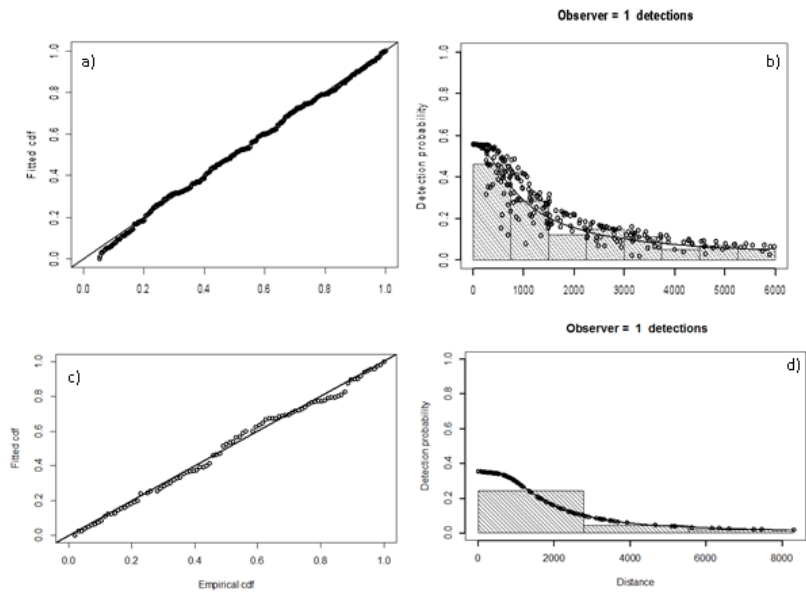 Observer = 1 detections
a)
b)
Fitted cdf
1.0
0.8
0.6
0.4
0.2
0.0
0.0 0.2 0.4 0.6 0.8 1.0
Detection probability
1.0
0.8
0.6
0.4
0.2
0.0
0 1000 2000 3000 4000 5000 6000
Observer = 1 detections
c)
d)
Fitted cdf
1.0
0.8
0.6
0.4
0.2
0.0
0.0 0.2 0.4 0.6 0.8 1.0
Empirical cdf
Detection probability
1.0
0.8
0.6
0.4
0.2
0.0
0 2000 4000 6000 8000
Distance